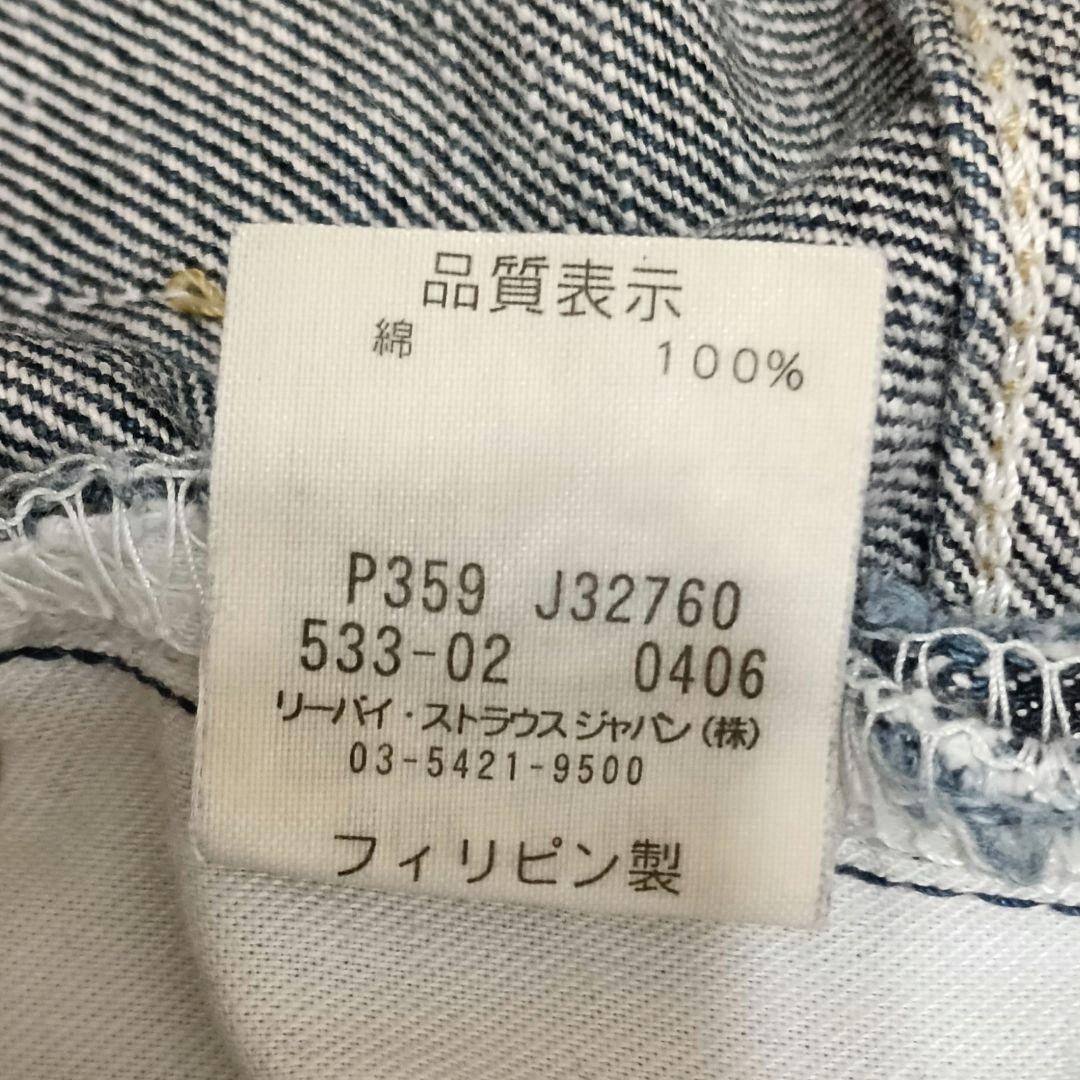 品質表示
綿 100%
P359 J32760
533-02 0406
リーバイ・ストラウス ジャパン(株)
03-5421-9500
フィリピン製